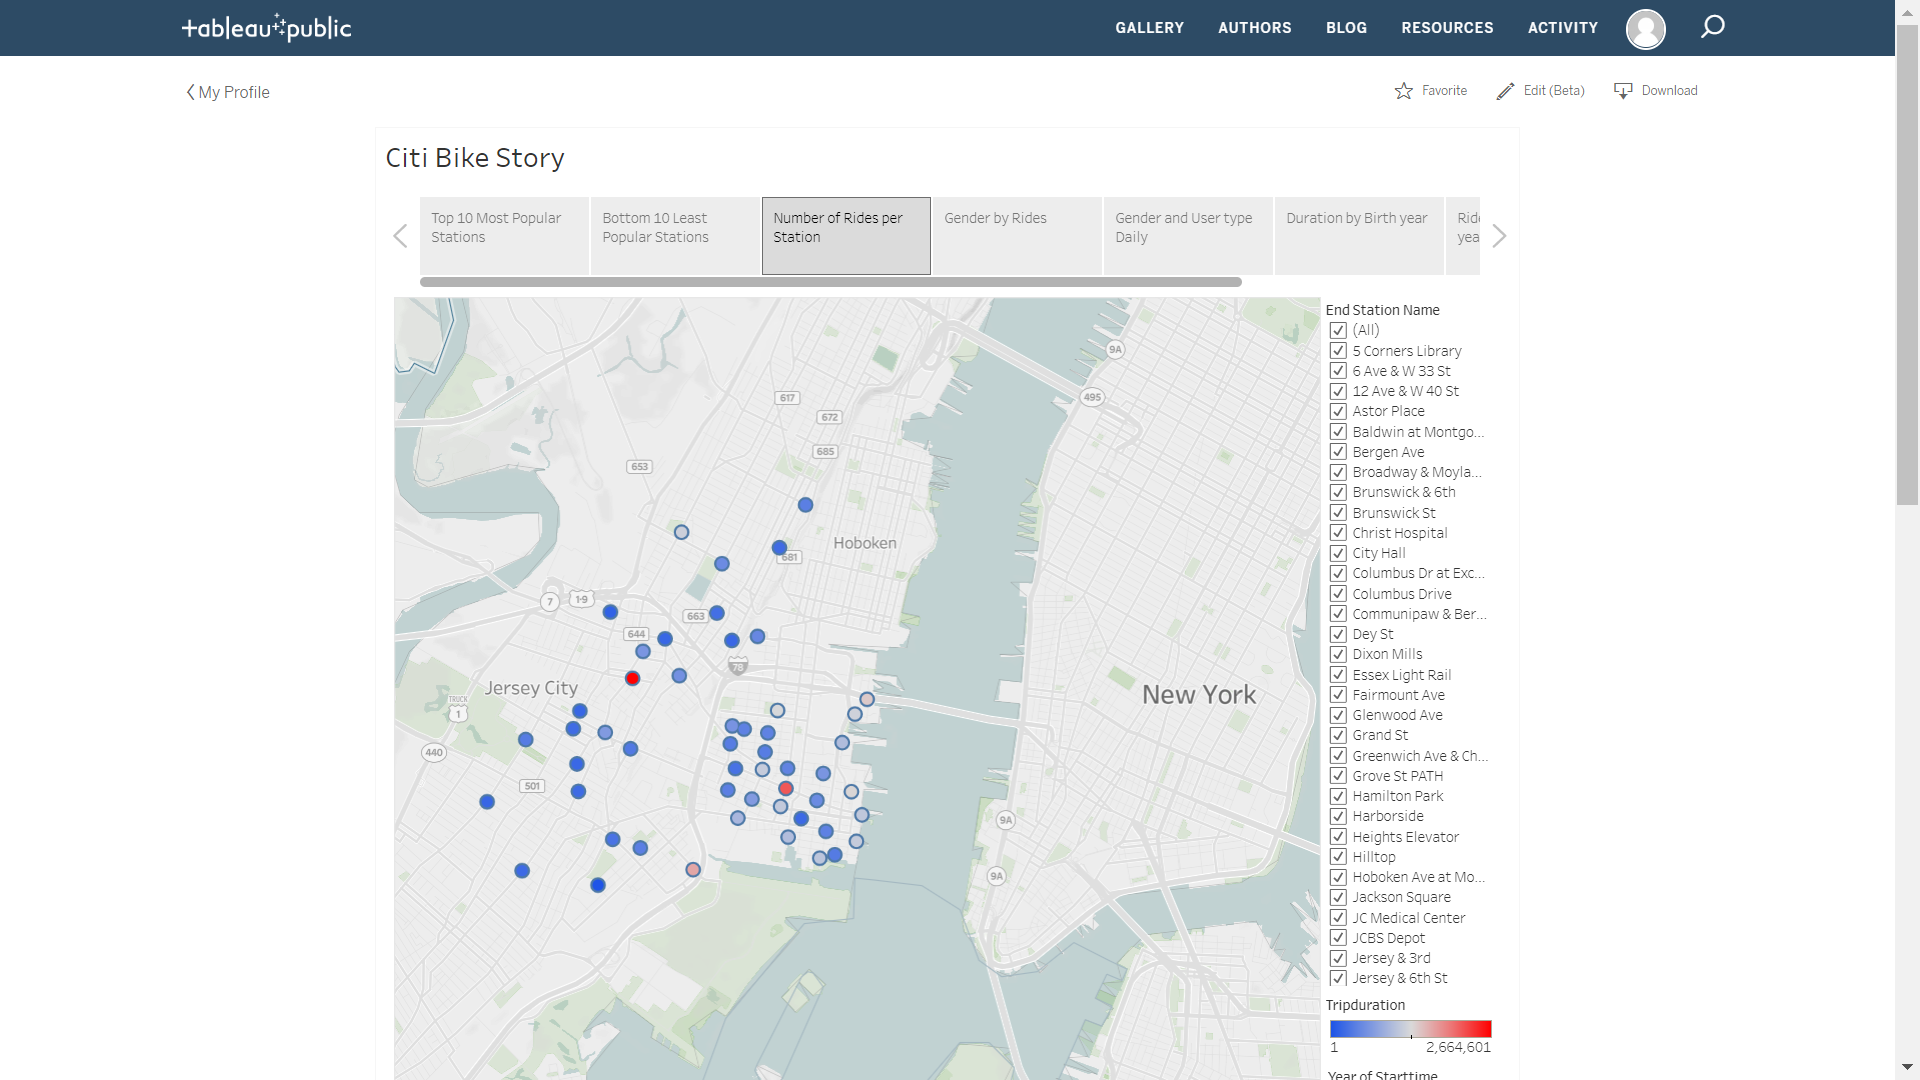 tableau public
GALLERY AUTHORS BLOG RESOURCES ACTIVITY
My Profile
Favorite Edit (Beta) Download
Citi Bike Story
Top 10 Most Popular
Stations
Bottom 10 Least
Popular Stations
Number of Rides per
Station
Gender by Rides
Gender and User type
Daily
Duration by Birth year
Ride
yea
End Station Name
(All)
5 Corners Library
6 Ave & W 33 St
12 Ave & W 40 St
Astor Place
Baldwin at Montgo...
Bergen Ave
Broadway & Moyla...
Brunswick & 6th
Brunswick St
Christ Hospital
City Hall
Columbus Dr at Exc...
Columbus Drive
Communipaw & Ber...
Dey St
Dixon Mills
Essex Light Rail
Fairmount Ave
Glenwood Ave
Grand St
Greenwich Ave & Ch...
Grove St PATH
Hamilton Park
Harborside
Heights Elevator
Hilltop
Hoboken Ave at Mo...
Jackson Square
JC Medical Center
JCBS Depot
Jersey & 3rd
Jersey & 6th St
Tripduration
1 2,664,601
Year of Starttime
9A
495
617
672
685
653
Hoboken
681
7
1-9
663
644
78
Jersey City
TRUCK
1
New York
440
501
9A
9A